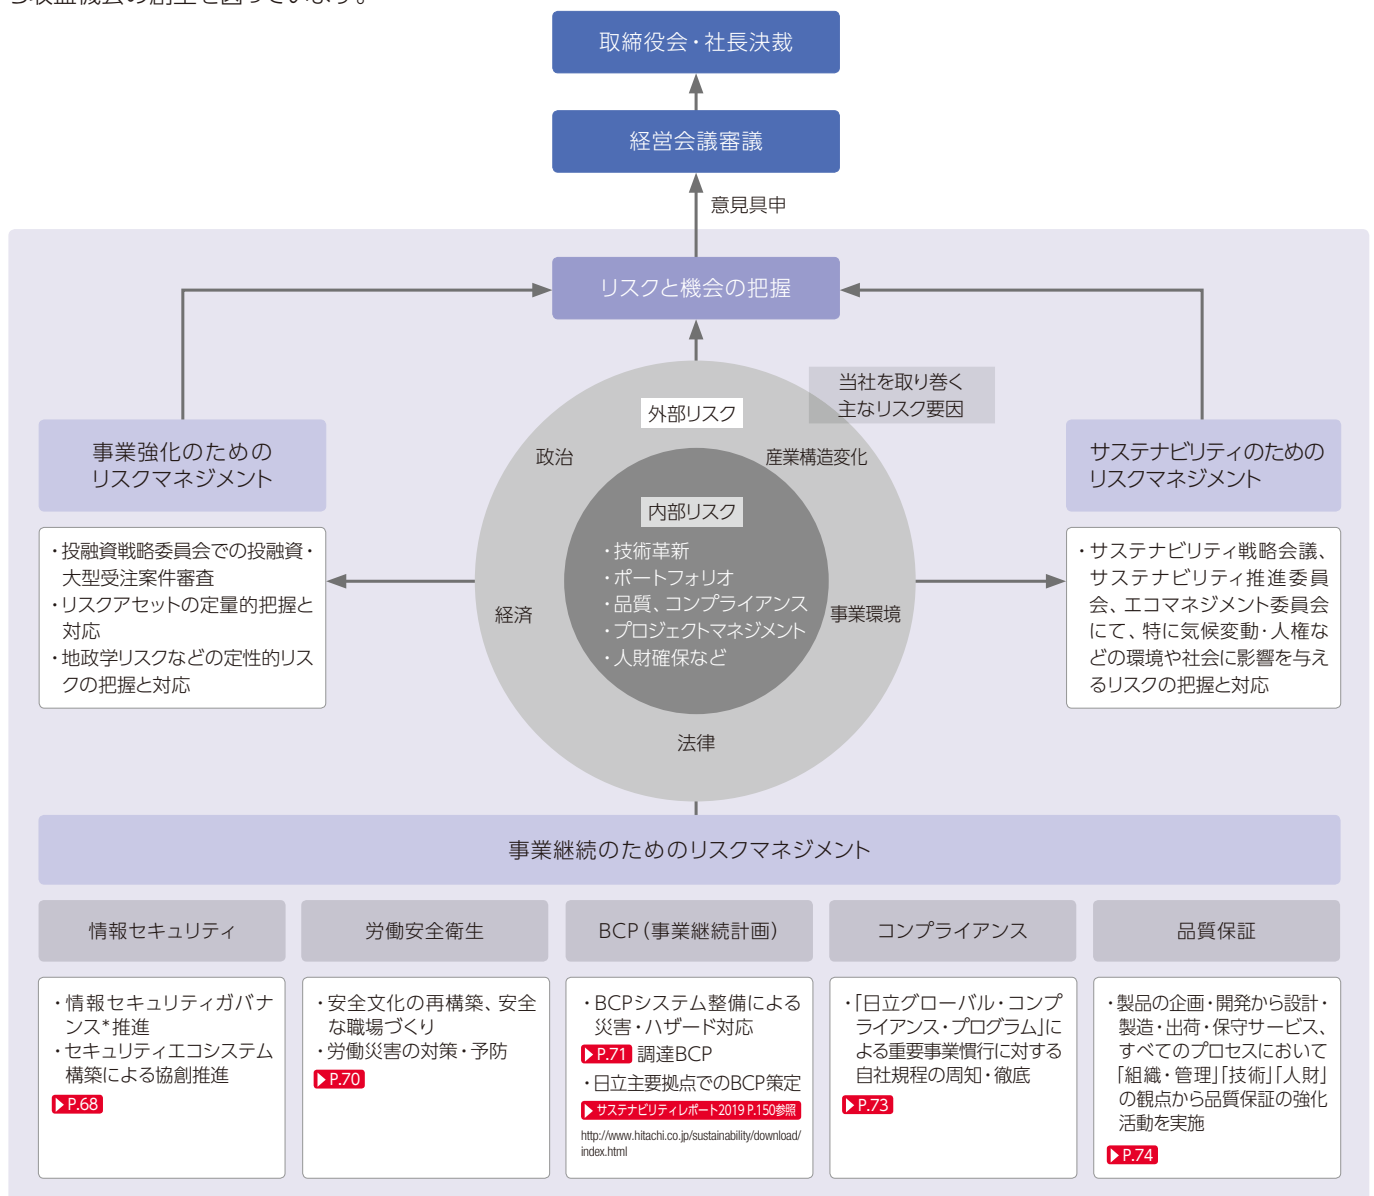 取締役会・社長決裁
経営会議審議
意見具申
リスクと機会の把握
当社を取り巻く
主なリスク要因
外部リスク
政治
産業構造変化
経済
事業環境
法律
内部リスク
・技術革新
・ポートフォリオ
・品質、コンプライアンス
・プロジェクトマネジメント
・人財確保など
事業強化のための
リスクマネジメント
・投融資戦略委員会での投融資・
大型受注案件審査
・リスクアセットの定量的把握と
対応
・地政学リスクなどの定性的リス
クの把握と対応
サステナビリティのための
リスクマネジメント
・サステナビリティ戦略会議、
サステナビリティ推進委員
会、エコマネジメント委員会
にて、特に気候変動・人権な
どの環境や社会に影響を与え
るリスクの把握と対応
事業継続のためのリスクマネジメント
情報セキュリティ
・情報セキュリティガバナ
ンス*推進
・セキュリティエコシステム
構築による協創推進
P.68
労働安全衛生
・安全文化の再構築、安全
な職場づくり
・労働災害の対策・予防
P.70
BCP（事業継続計画）
・BCPシステム整備による
災害・ハザード対応
P.71 調達BCP
・日立主要拠点でのBCP策定
サステナビリティレポート2019 P.150参照
http://www.hitachi.co.jp/sustainability/download/
index.html
コンプライアンス
・「日立グローバル・コンプ
ライアンス・プログラム」に
よる重要事業慣行に対する
自社規程の周知・徹底
P.73
品質保証
・製品の企画・開発から設計・
製造・出荷・保守サービス、
すべてのプロセスにおいて
「組織・管理」「技術」「人財」
の観点から品質保証の強化
活動を実施
P.74